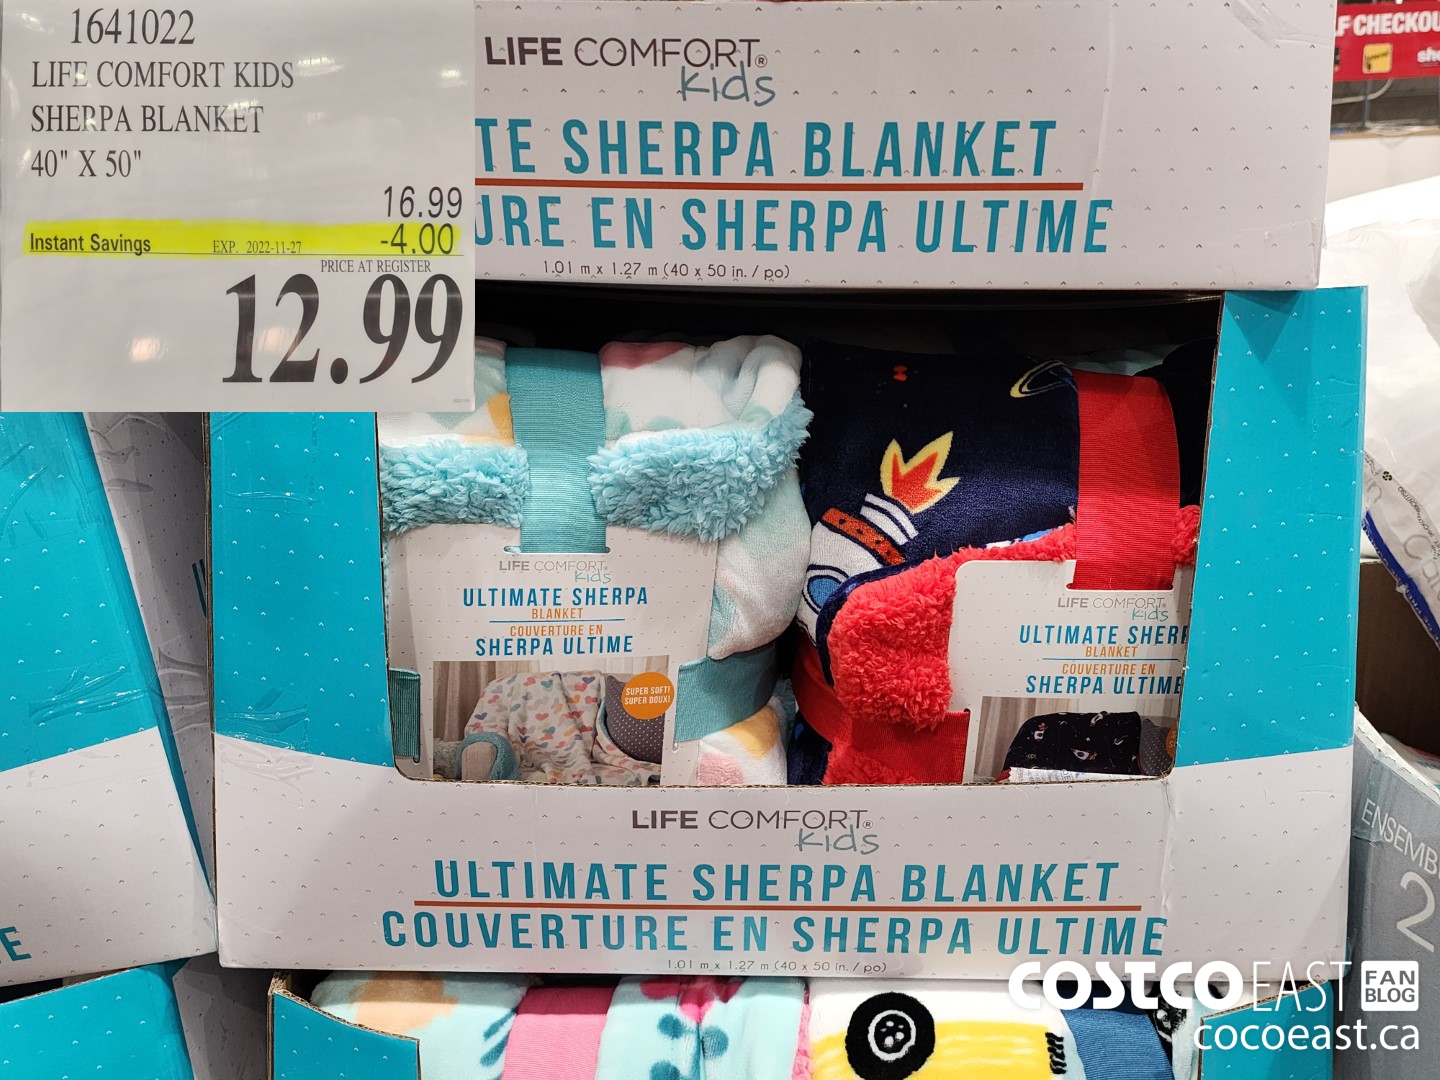 1641022
LIFE COMFORT KIDS
SHERPA BLANKET
40" X 50"
16.99
Instant Savings EXP. 2022-11-27 -4.00
PRICE AT REGISTER
12.99
LIFE COMFORT®
kids
TE SHERPA BLANKET
URE EN SHERPA ULTIME
1.01 m x 1.27 m (40 x 50 in. / po)
F CHECKOU
LIFE COMFORT®
kids
ULTIMATE SHERPA
BLANKET
COUVERTURE EN
SHERPA ULTIME
SUPER SOFT!
SUPER DOUX!
LIFE COMFORT®
kids
ULTIMATE SHERP
BLANKET
COUVERTURE EN
SHERPA ULTIME
LIFE COMFORT®
kids
ULTIMATE SHERPA BLANKET
COUVERTURE EN SHERPA ULTIME
1.01 m x 1.27 m (40 x 50 in. / po)
E
ENSEMB
2
COSTCO EAST FAN BLOG
cocoeast.ca